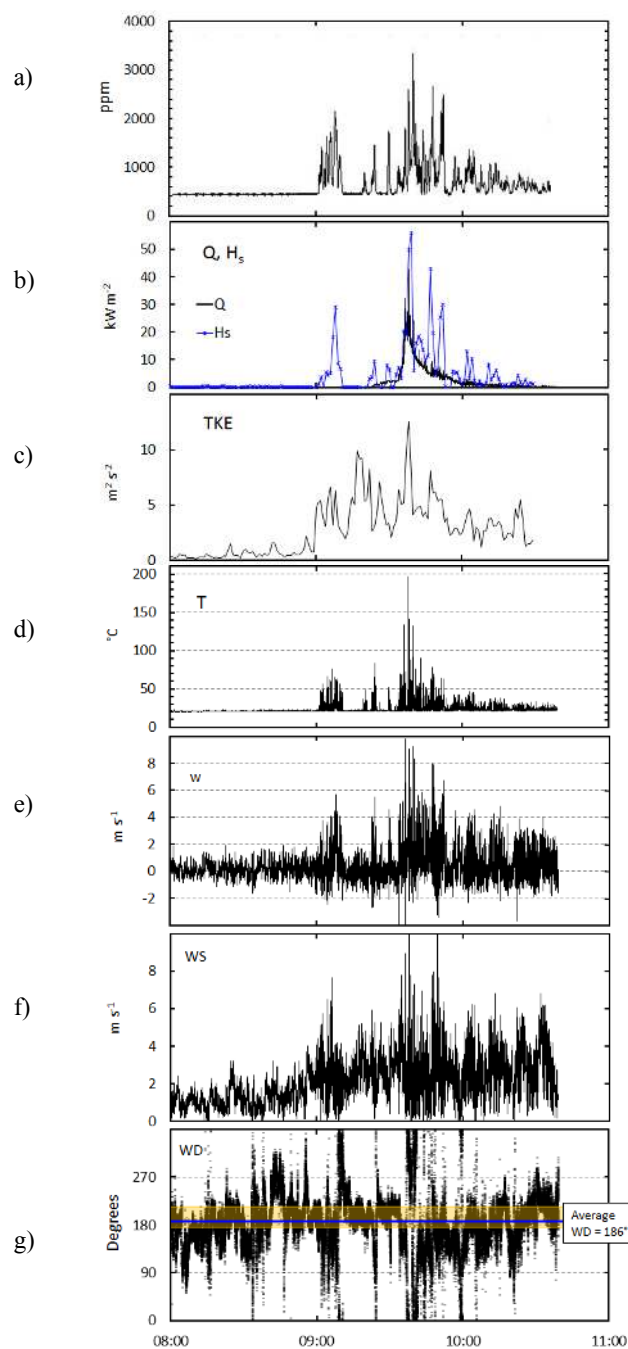 a)
ppm
4000
3000
2000
1000
0
b)
kW m-2
Q, Hs
Q
Hs
50
40
30
20
10
0
c)
m2 s-2
TKE
10
5
0
d)
°C
T
200
150
100
50
0
e)
m s-1
w
8
6
4
2
0
-2
f)
m s-1
WS
8
6
4
2
0
g)
Degrees
WD
270
180
90
0
Average
WD = 186°
08:00 09:00 10:00 11:00